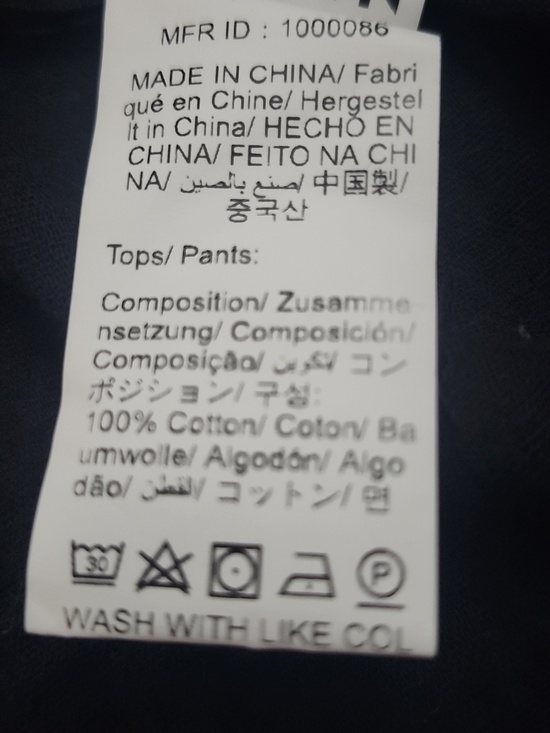 MFR ID : 1000086
MADE IN CHINA/ Fabri
qué en Chine/ Hergestel
lt in China/ HECHO EN
CHINA/ FEITO NA CHI
NA/ صنع بالصين/ 中国製/
중국산
Tops/ Pants:
Composition/ Zusamme
nsetzung/ Composición/
Composição/ تكوين/ コン
ポジション/ 구성:
100% Cotton/ Coton/ Ba
umwolle/ Algodón/ Algo
dão/ القطن/ コットン/ 면
30
P
WASH WITH LIKE COL